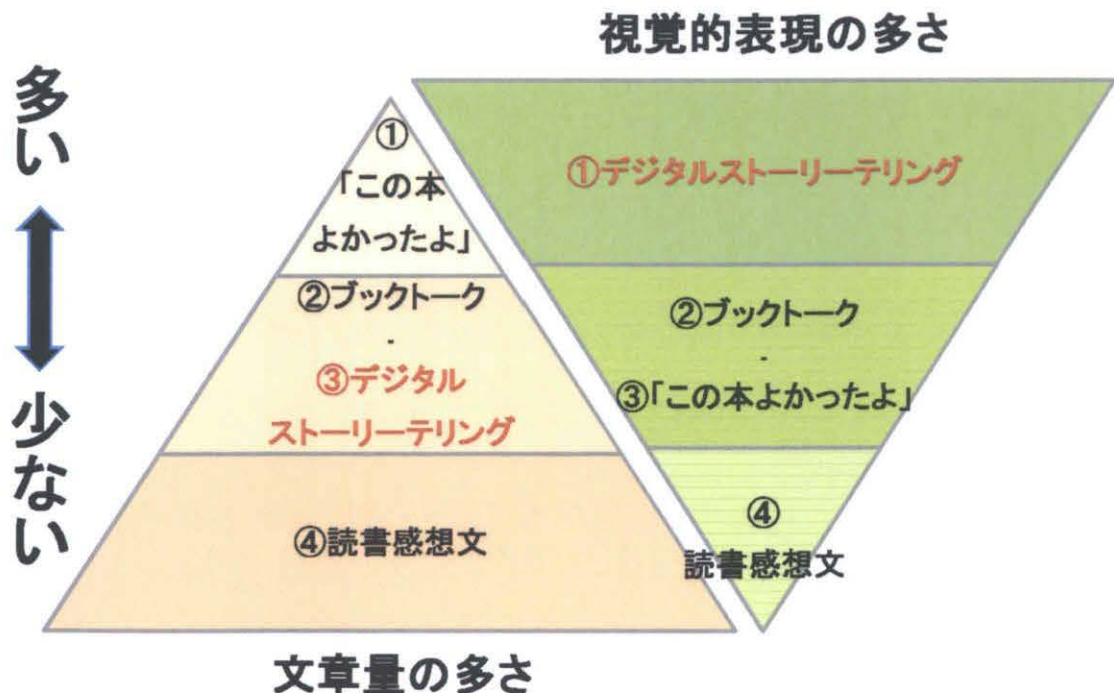 視覚的表現の多さ
多い
少ない
①
「この本
よかったよ」
②ブックトーク
・
③デジタル
ストーリーテリング
④読書感想文
①デジタルストーリーテリング
②ブックトーク
・
③「この本よかったよ」
④
読書感想文
文章量の多さ